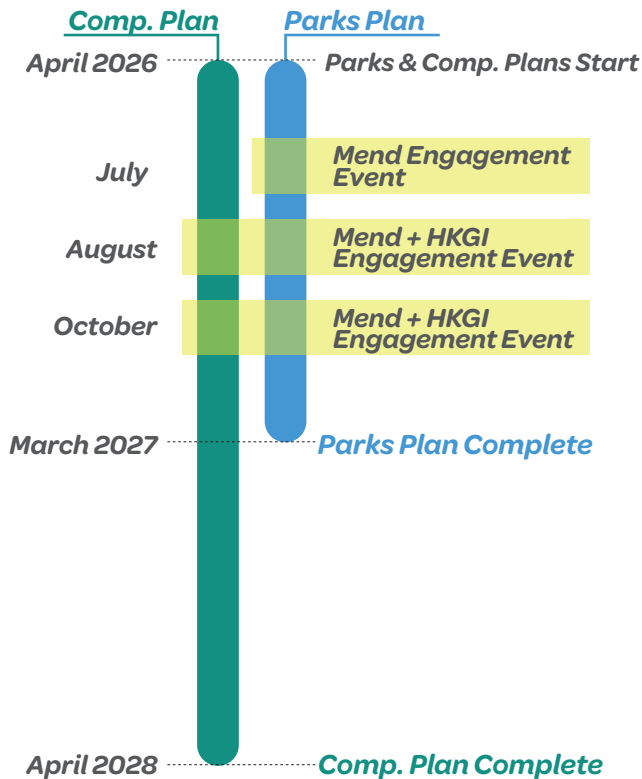 Comp. Plan
Parks Plan
April 2026
Parks & Comp. Plans Start
July
Mend Engagement
Event
August
Mend + HKGI
Engagement Event
October
Mend + HKGI
Engagement Event
March 2027
Parks Plan Complete
April 2028
Comp. Plan Complete